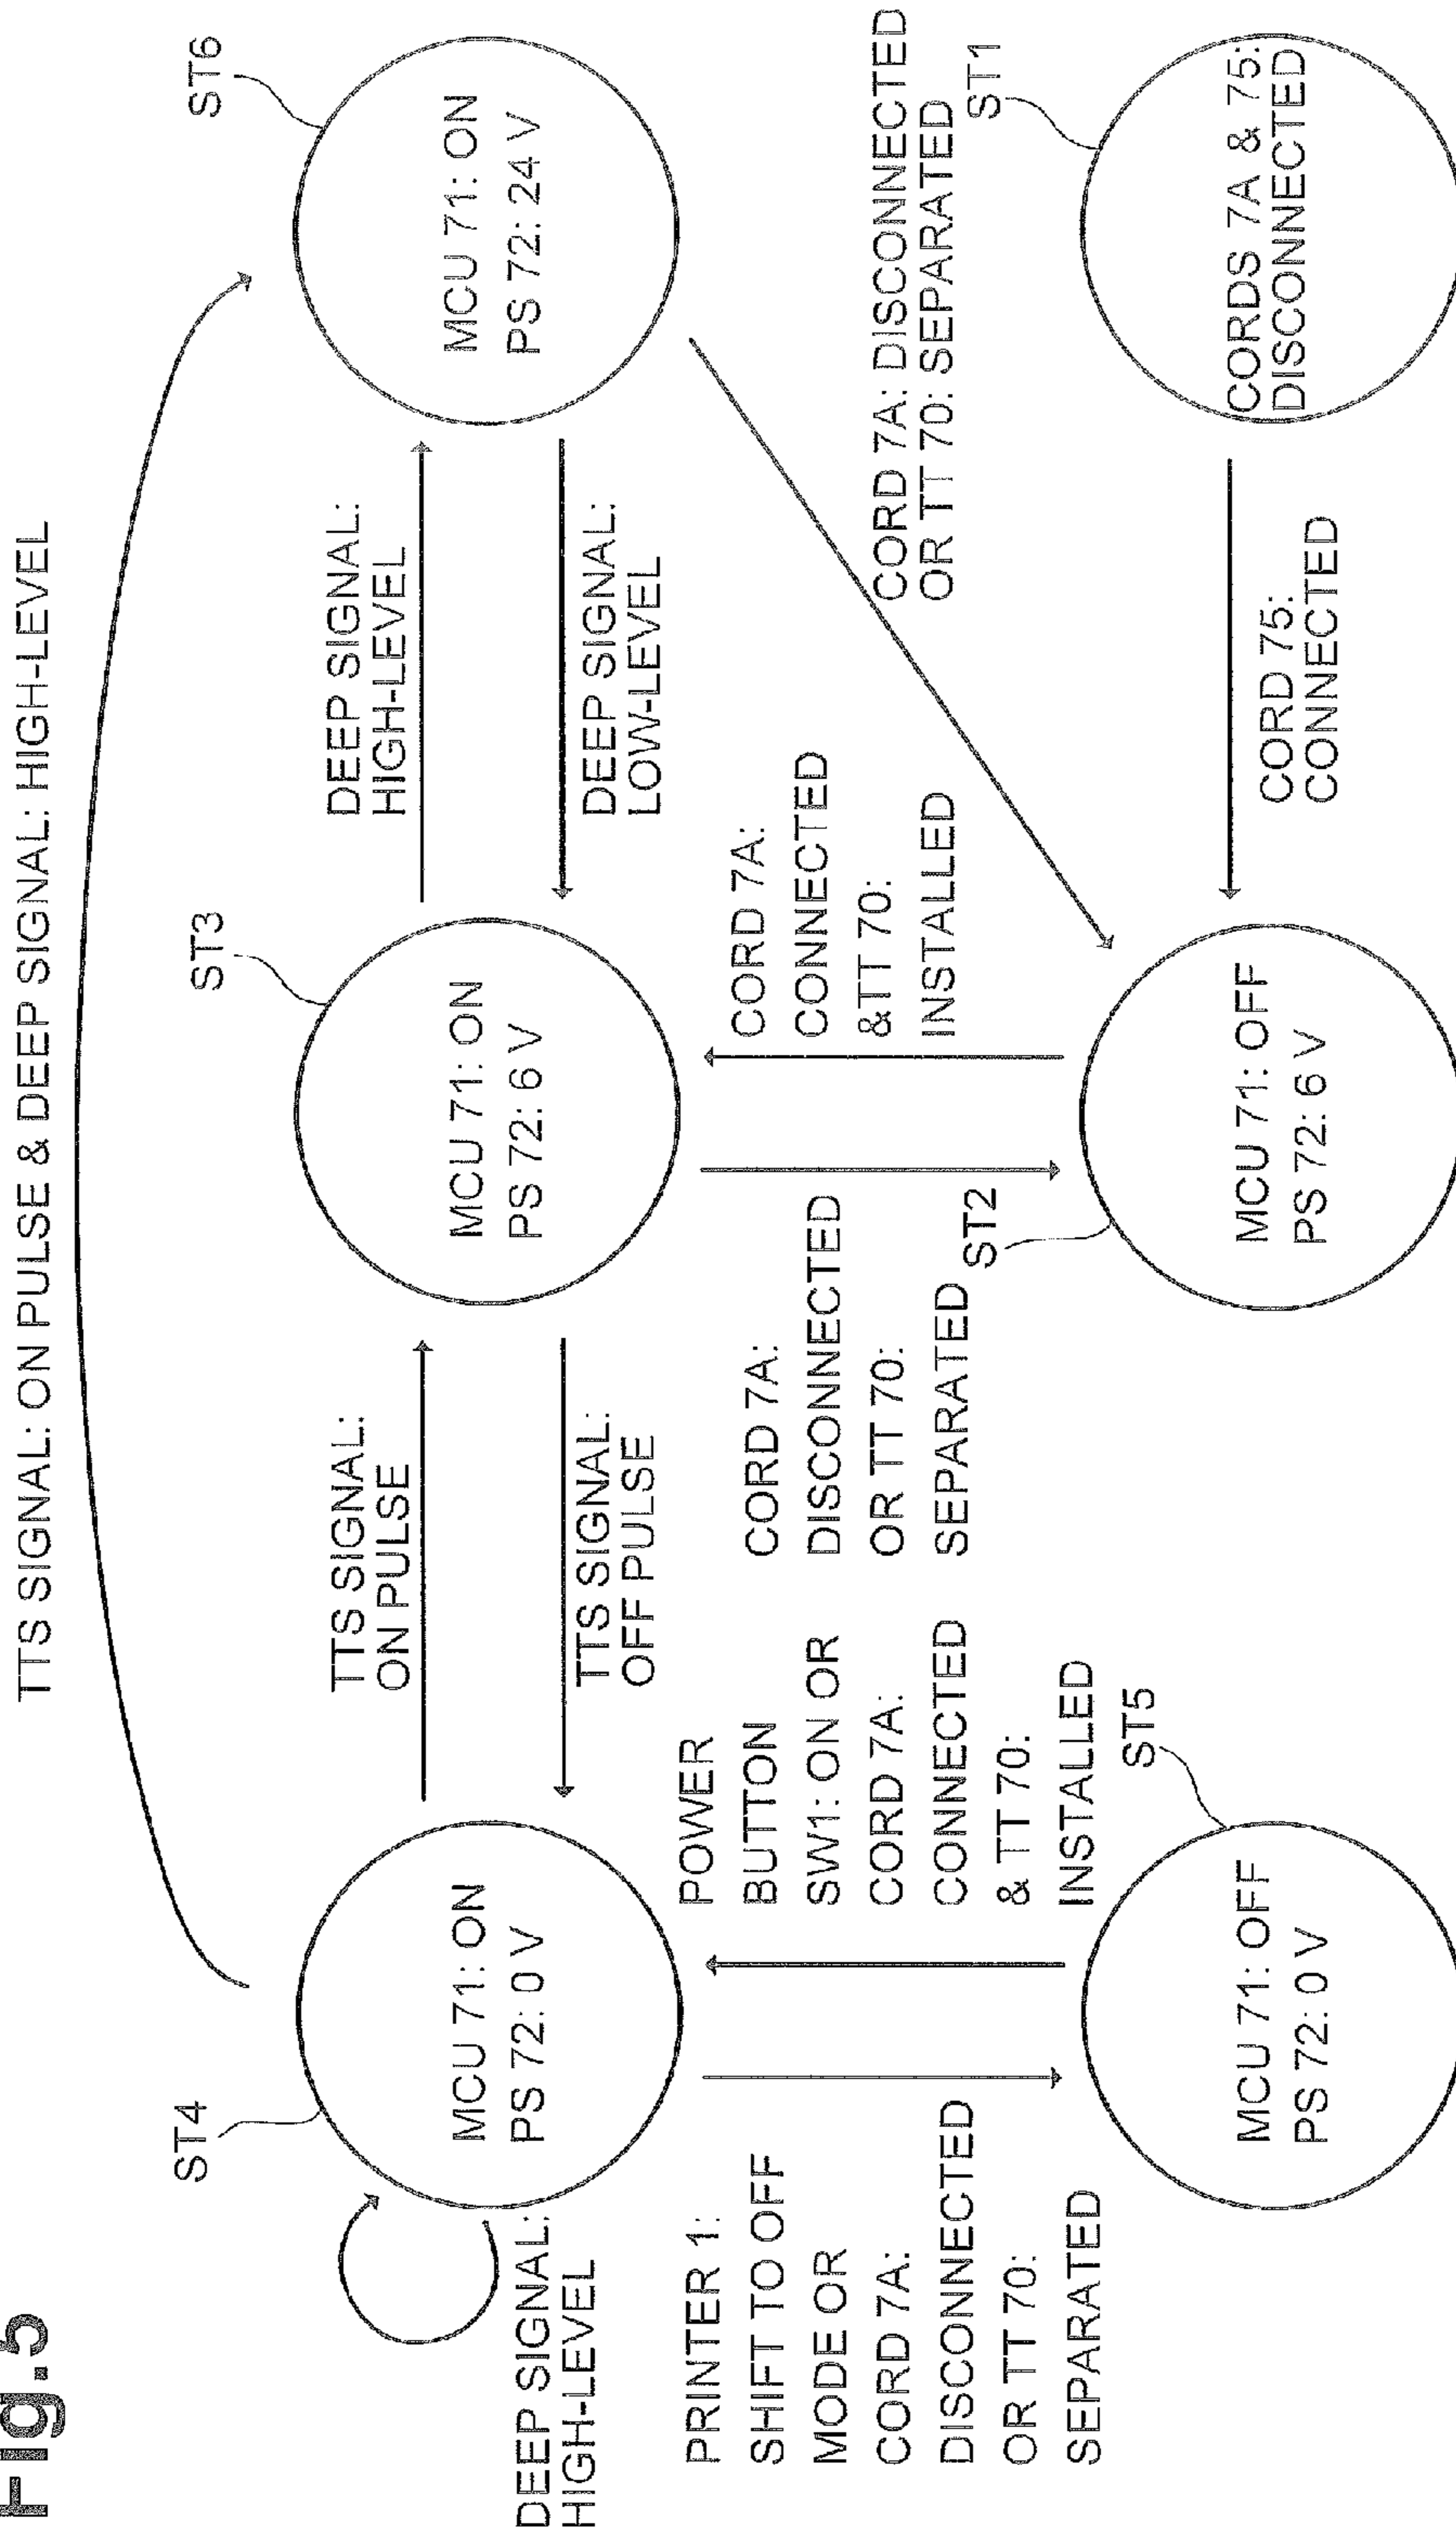 Fig.5
TTS SIGNAL: ON PULSE & DEEP SIGNAL: HIGH-LEVEL
ST4
MCU 71: ON
PS 72: 0 V
DEEP SIGNAL:
HIGH-LEVEL
TTS SIGNAL:
ON PULSE
TTS SIGNAL:
OFF PULSE
ST3
MCU 71: ON
PS 72: 6 V
DEEP SIGNAL:
HIGH-LEVEL
DEEP SIGNAL:
LOW-LEVEL
ST6
MCU 71: ON
PS 72: 24 V
PRINTER 1:
SHIFT TO OFF
MODE OR
CORD 7A:
DISCONNECTED
OR TT 70:
SEPARATED
POWER
BUTTON
SW1: ON OR
CORD 7A:
CONNECTED
& TT 70:
INSTALLED
CORD 7A:
DISCONNECTED
OR TT 70:
SEPARATED
CORD 7A:
CONNECTED
&TT 70:
INSTALLED
CORD 7A: DISCONNECTED
OR TT 70: SEPARATED
ST5
MCU 71: OFF
PS 72: 0 V
ST2
MCU 71: OFF
PS 72: 6 V
CORD 75:
CONNECTED
ST1
CORDS 7A & 75:
DISCONNECTED